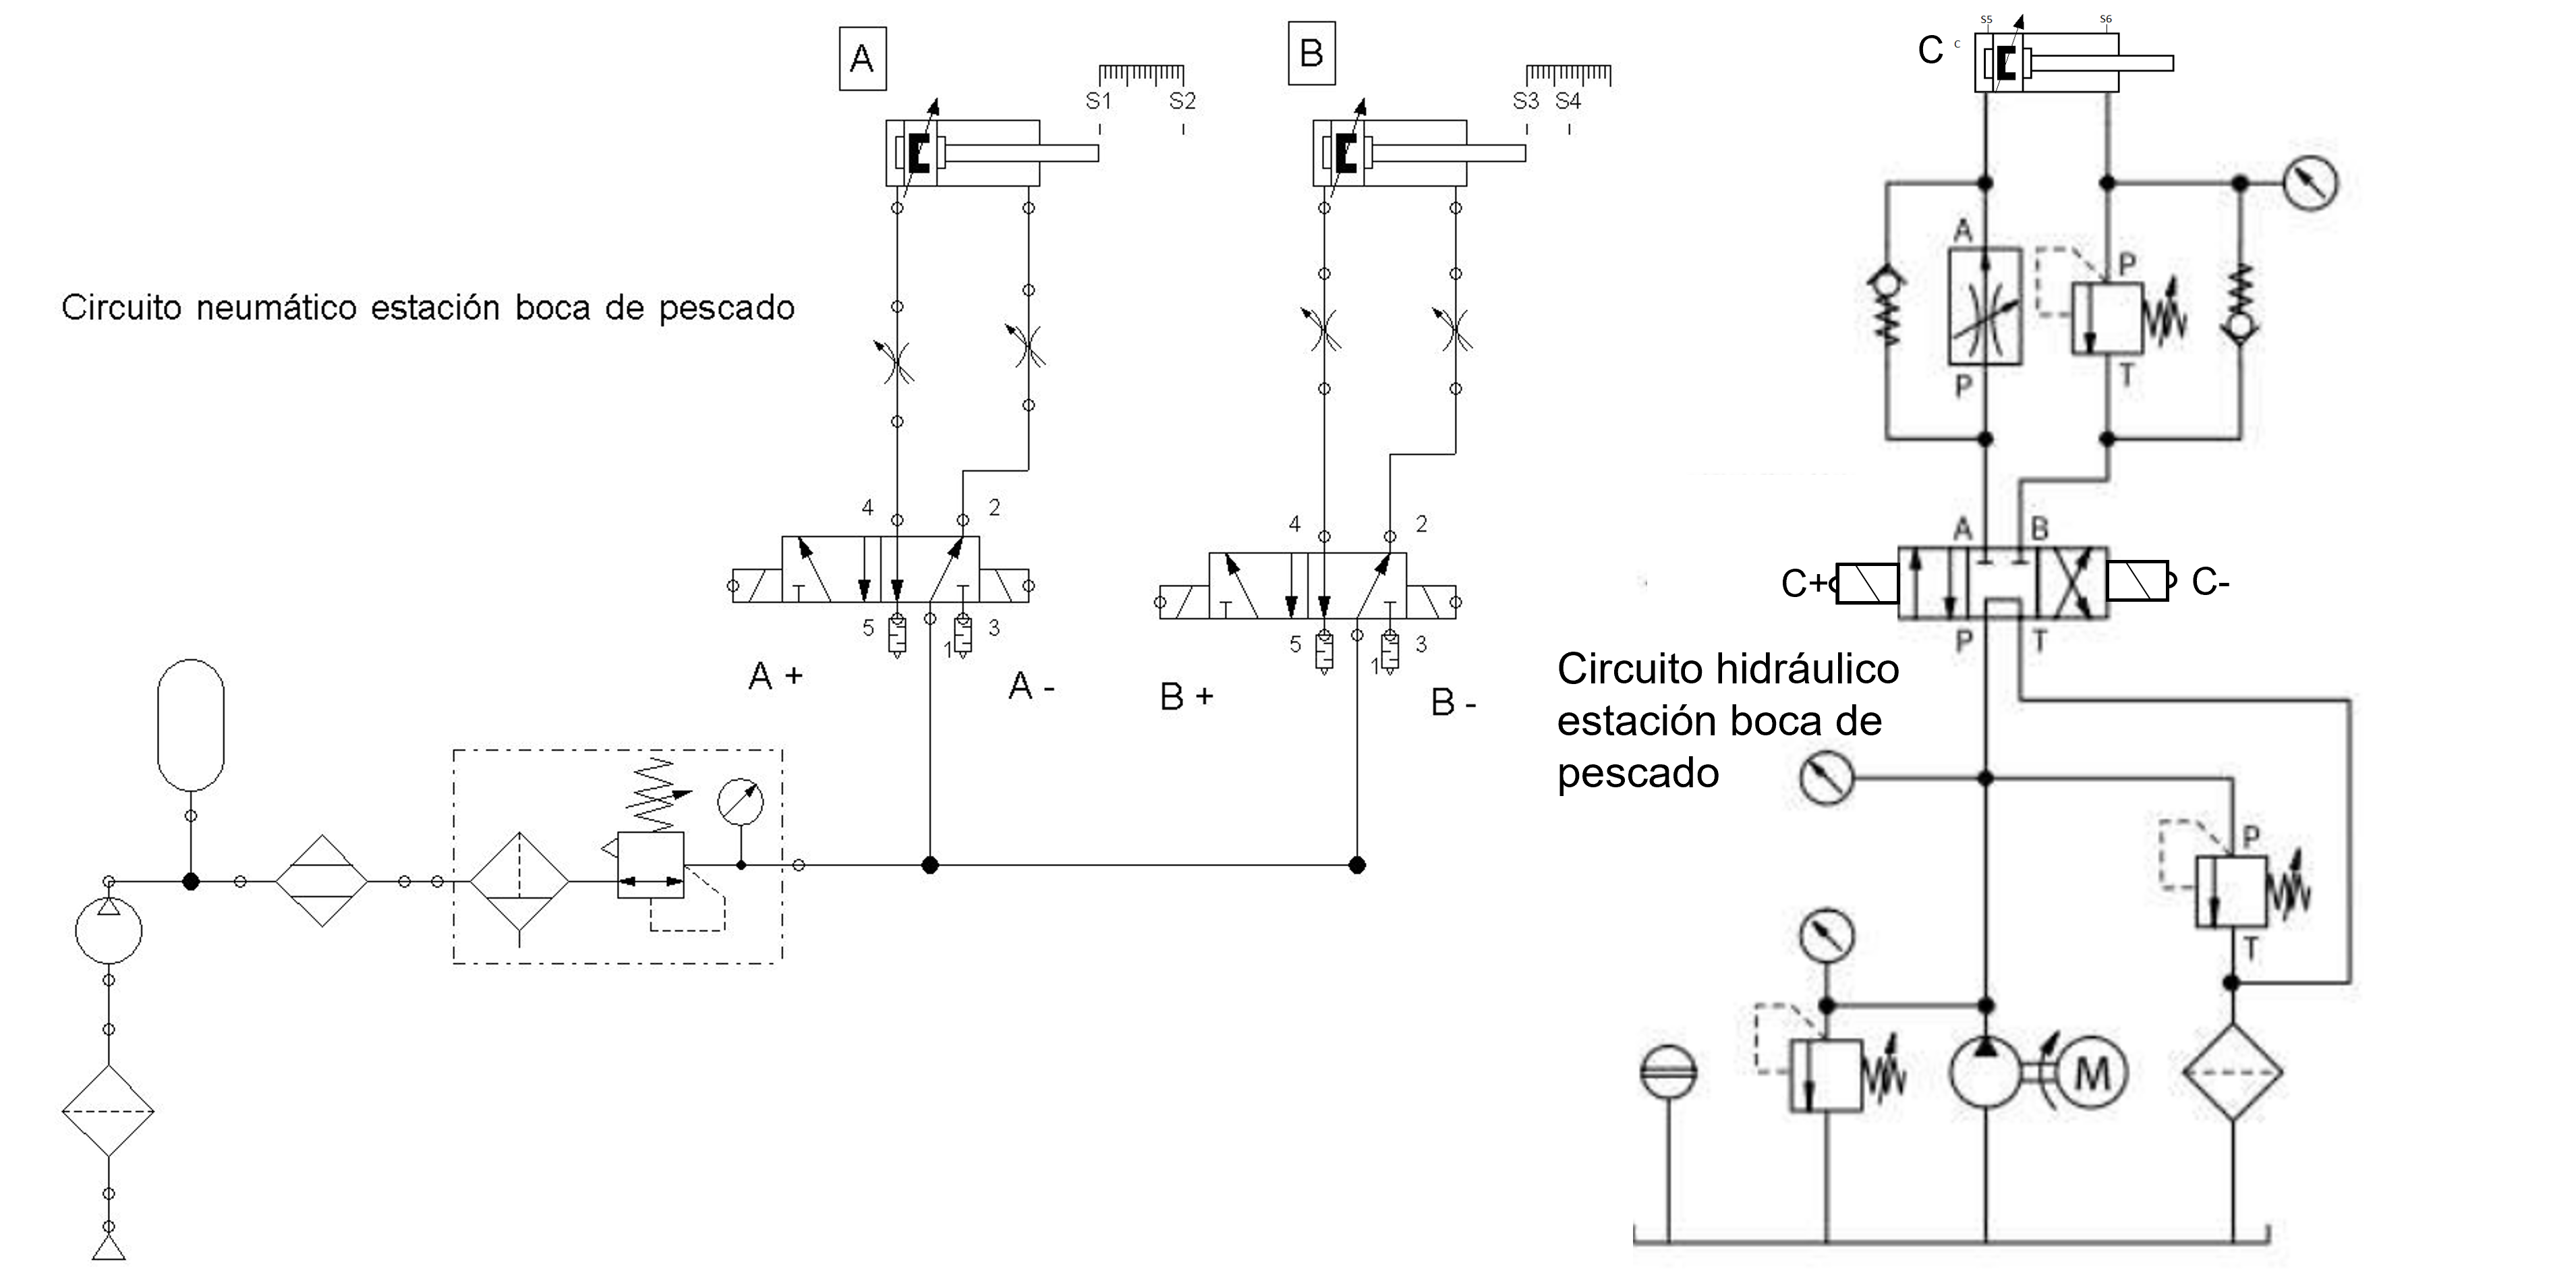 A
B
S1 S2
S3 S4
C
C
S5
S6
Circuito neumático estación boca de pescado
A
P
P
T
4
2
4
2
A
B
C+
C-
5
1
3
5
1
3
P
T
A +
A -
B +
B -
Circuito hidráulico
estación boca de
pescado
P
T
M